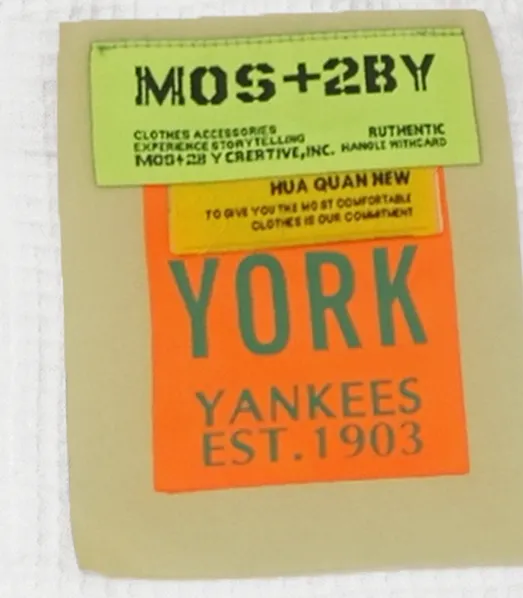 MOS+2BY
CLOTHES ACCESSORIES
EXPERIENCE STORYTELLING
MOS+2B Y CRERTIVE,INC.
RUTHENTIC
HANGLE WITHCARD
HUA QUAN NEW
TO GIVE YOU THE MO ST COMFORTABLE
CLOTHES IS OUR COMMITMENT
YORK
YANKEES
EST.1903